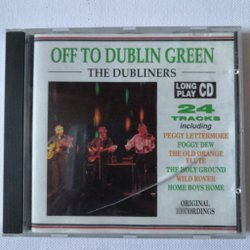 OFF TO DUBLIN GREEN
THE DUBLINERS
LONG
PLAY CD
24
TRACKS
including
PEGGY LETTERMORE
FOGGY DEW
THE OLD ORANGE
FLUTE
THE HOLY GROUND
WILD ROVER
HOME BOYS HOME
ORIGINAL
RECORDINGS